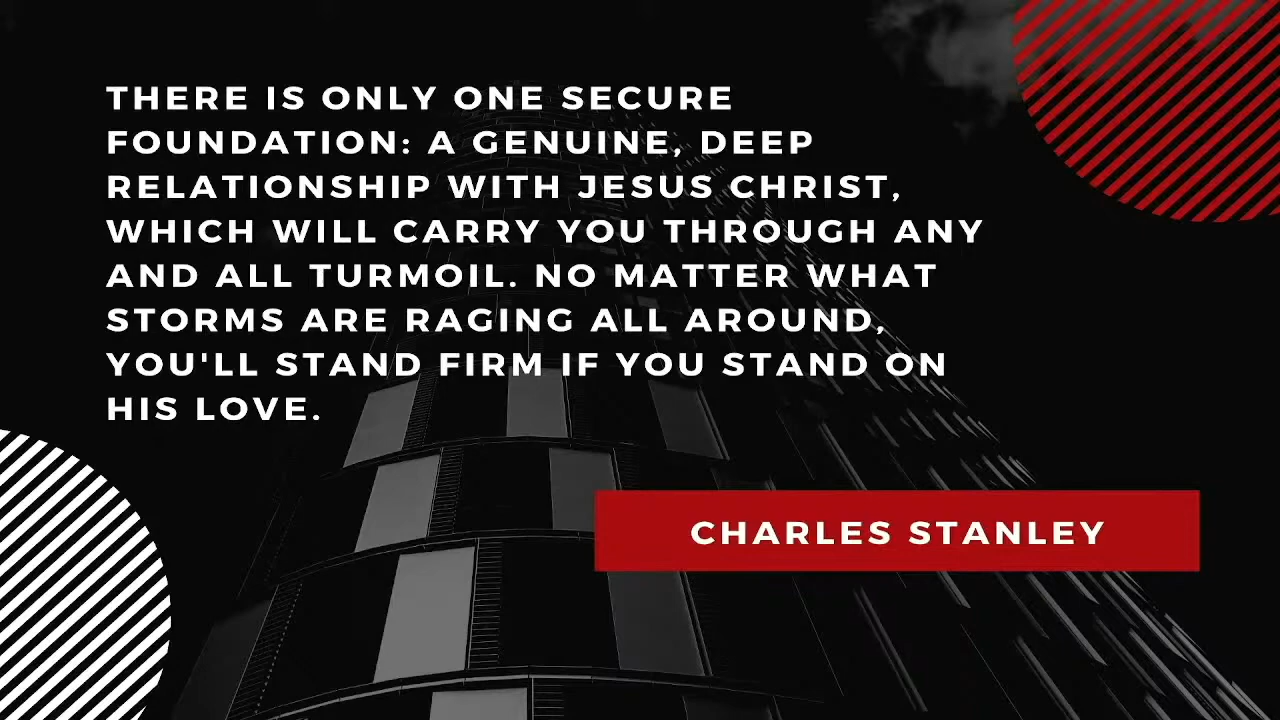 THERE IS ONLY ONE SECURE
FOUNDATION: A GENUINE, DEEP
RELATIONSHIP WITH JESUS CHRIST,
WHICH WILL CARRY YOU THROUGH ANY
AND ALL TURMOIL. NO MATTER WHAT
STORMS ARE RAGING ALL AROUND,
YOU'LL STAND FIRM IF YOU STAND ON
HIS LOVE.
CHARLES STANLEY